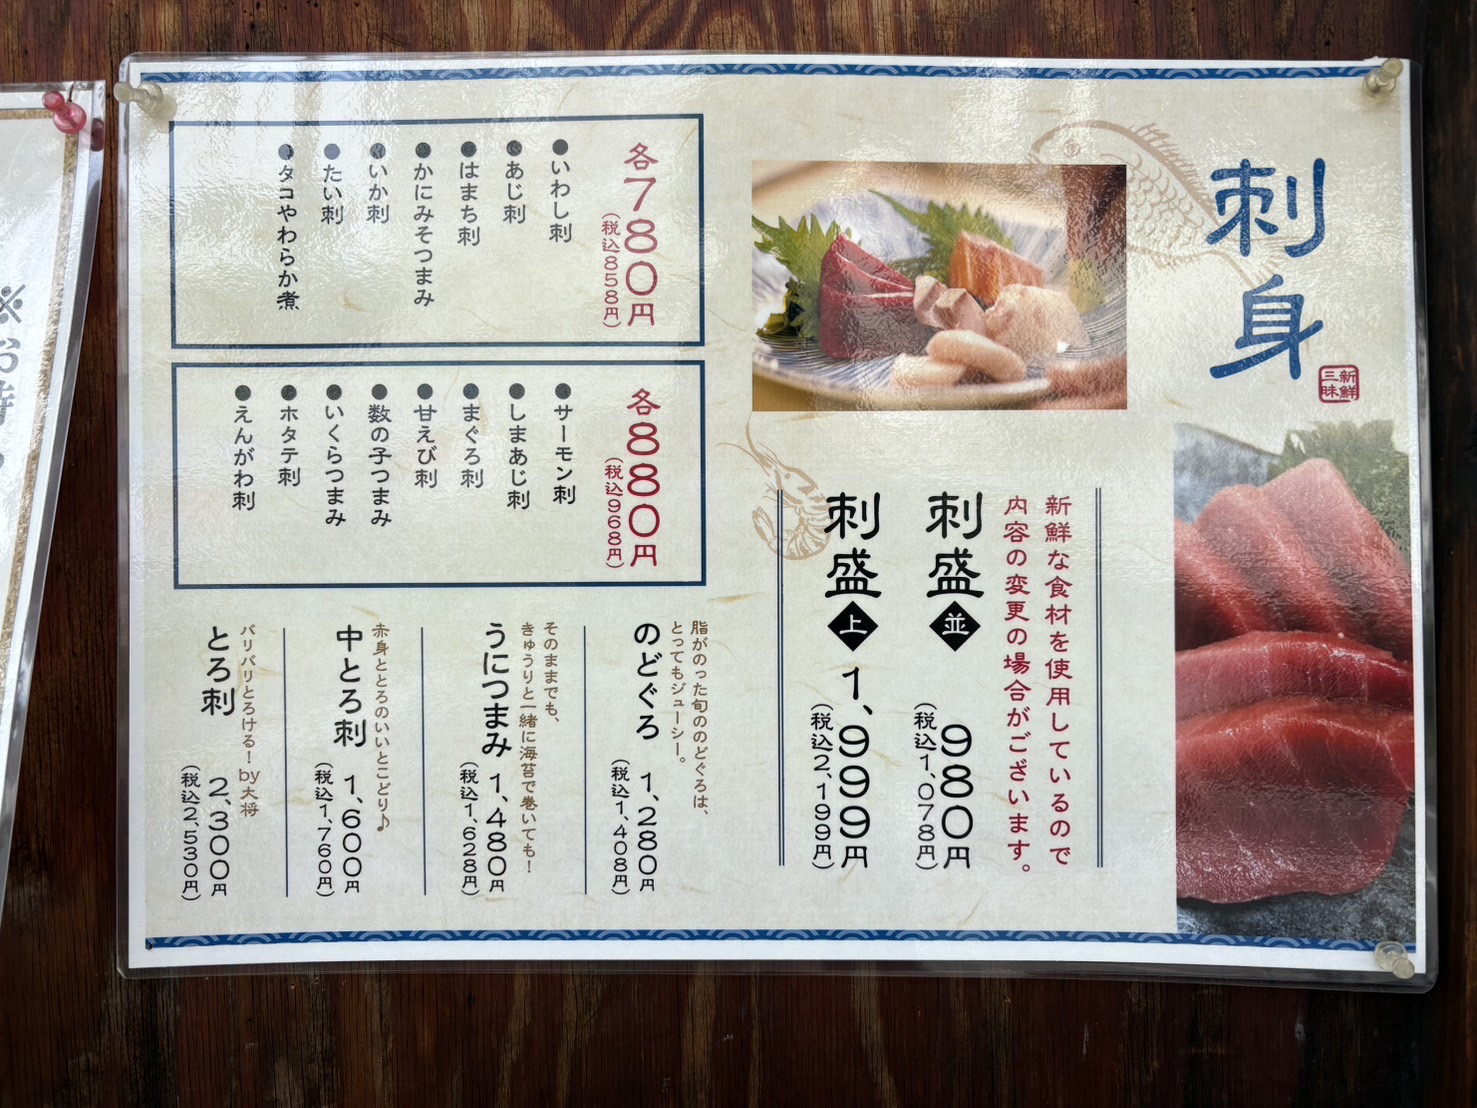 刺身
新鮮
三昧
新鮮な食材を使用しているので
内容の変更の場合がございます。
刺盛 並 980円
(税込1,078円)
刺盛 上 1,999円
(税込2,199円)
各780円
(税込858円)
●いわし刺
●あじ刺
●はまち刺
●かにみそつまみ
●いか刺
●たい刺
●タコやわらか煮
各880円
(税込968円)
●サーモン刺
●しまあじ刺
●まぐろ刺
●甘えび刺
●数の子つまみ
●いくらつまみ
●ホタテ刺
●えんがわ刺
脂がのった旬ののどぐろは、
とってもジューシー。
のどぐろ 1,280円
(税込1,408円)
そのままでも、
きゅうりと一緒に海苔で巻いても!
うにつまみ 1,480円
(税込1,628円)
赤身ととろのいいとこどり♪
中とろ刺 1,600円
(税込1,760円)
バリバリとろける!by大将
とろ刺 2,300円
(税込2,530円)
※お